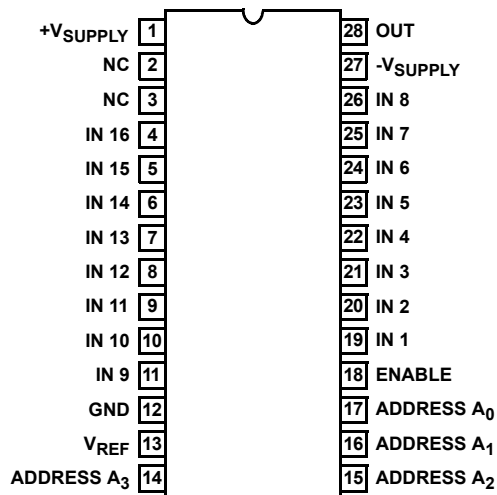 +VSUPPLY 1 28 OUT
NC 2 27 -VSUPPLY
NC 3 26 IN 8
IN 16 4 25 IN 7
IN 15 5 24 IN 6
IN 14 6 23 IN 5
IN 13 7 22 IN 4
IN 12 8 21 IN 3
IN 11 9 20 IN 2
IN 10 10 19 IN 1
IN 9 11 18 ENABLE
GND 12 17 ADDRESS A0
VREF 13 16 ADDRESS A1
ADDRESS A3 14 15 ADDRESS A2